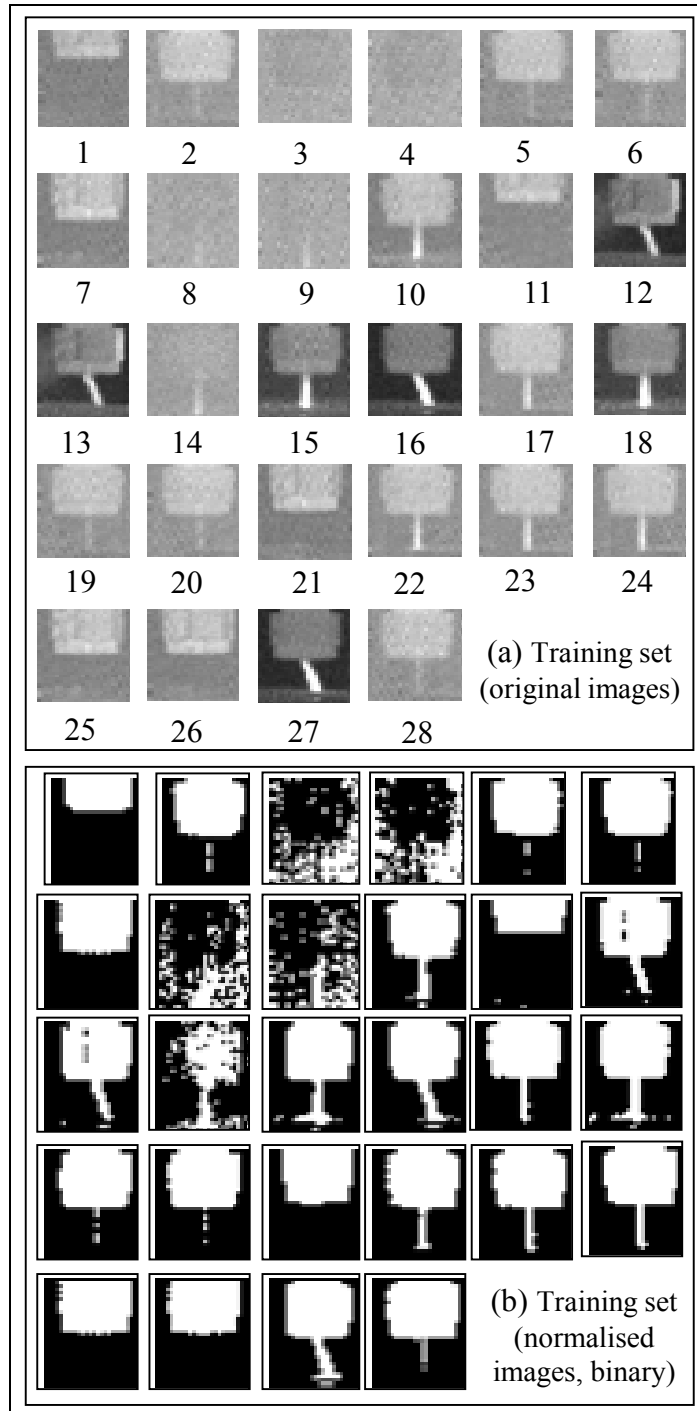 1 2 3 4 5 6
7 8 9 10 11 12
13 14 15 16 17 18
19 20 21 22 23 24
25 26 27 28
(a) Training set
(original images)
(b) Training set
(normalised
images, binary)